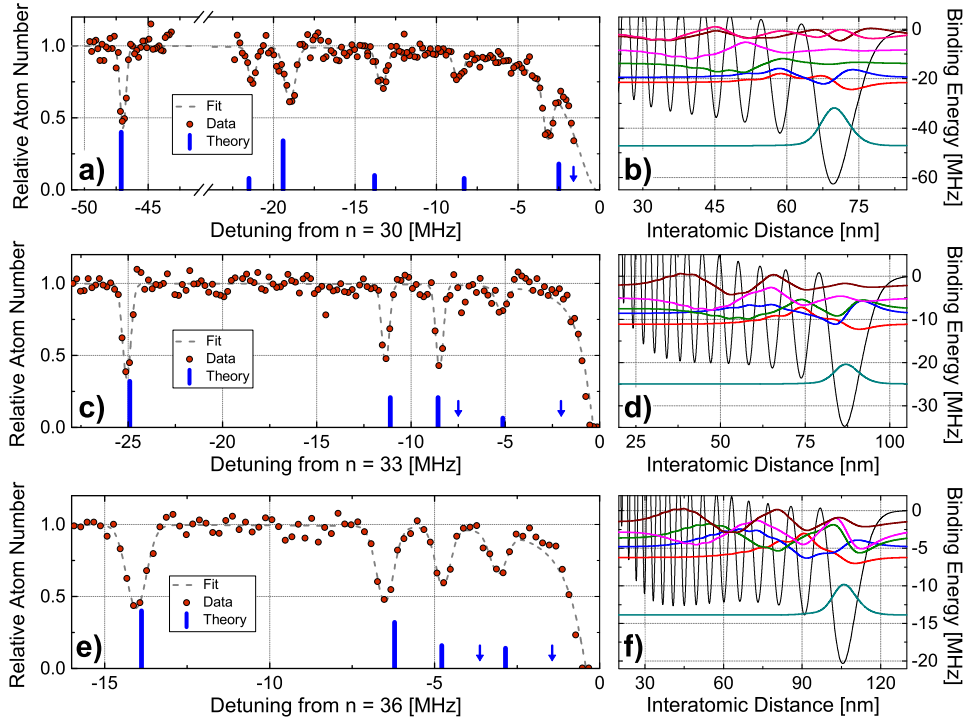 Relative Atom Number
1.0
0.5
0.0
Fit
Data
Theory
a)
-50 -45 -20 -15 -10 -5 0
Detuning from n = 30 [MHz]
0
-20
-40
-60
b)
30 45 60 75
Interatomic Distance [nm]
Binding Energy [MHz]
Relative Atom Number
1.0
0.5
0.0
Fit
Data
Theory
c)
-25 -20 -15 -10 -5 0
Detuning from n = 33 [MHz]
0
-10
-20
-30
d)
25 50 75 100
Interatomic Distance [nm]
Binding Energy [MHz]
Relative Atom Number
1.0
0.5
0.0
Fit
Data
Theory
e)
-15 -10 -5 0
Detuning from n = 36 [MHz]
0
-5
-10
-15
-20
f)
30 60 90 120
Interatomic Distance [nm]
Binding Energy [MHz]